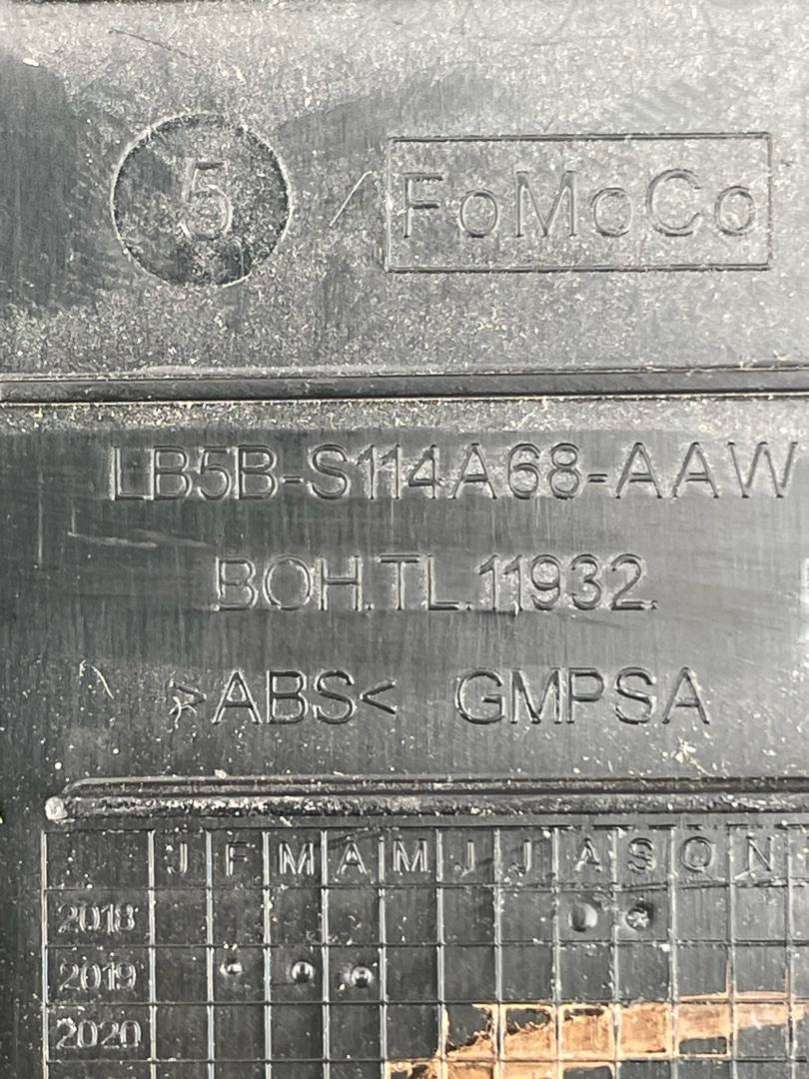 5 FoMoCo
LB5B-S114A68-AAW
BOH.TL.11932.
>ABS< GMPSA
J F M A M J J A S O N
2018
2019
2020